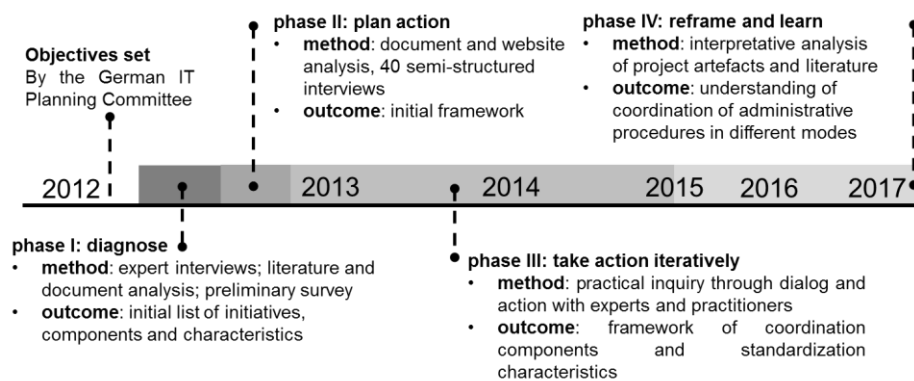 Objectives set
By the German IT
Planning Committee
phase II: plan action
• method: document and website
analysis, 40 semi-structured
interviews
• outcome: initial framework
phase IV: reframe and learn
• method: interpretative analysis
of project artefacts and literature
• outcome: understanding of
coordination of administrative
procedures in different modes
2012 2013 2014 2015 2016 2017
phase I: diagnose
• method: expert interviews; literature and
document analysis; preliminary survey
• outcome: initial list of initiatives,
components and characteristics
phase III: take action iteratively
• method: practical inquiry through dialog and
action with experts and practitioners
• outcome: framework of coordination
components and standardization
characteristics